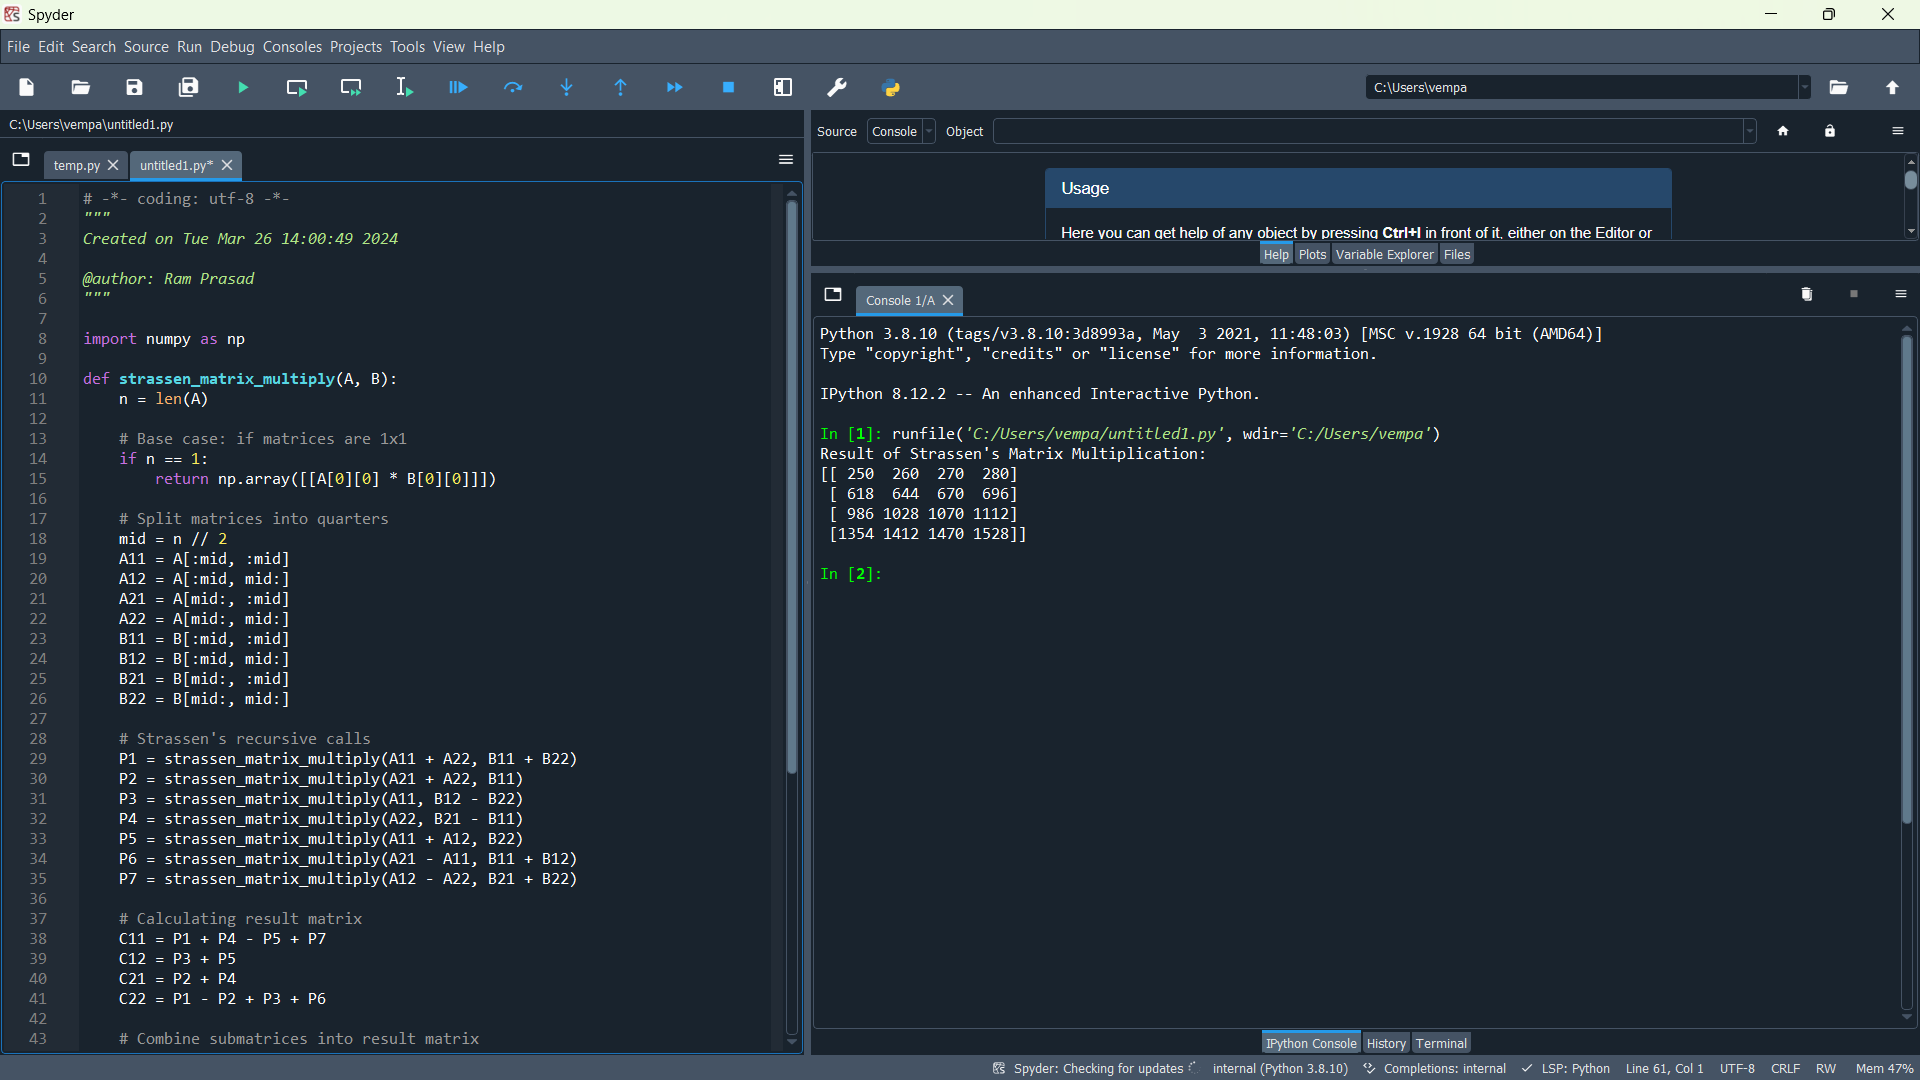 Spyder
File Edit Search Source Run Debug Consoles Projects Tools View Help
C:\Users\vempa
C:\Users\vempa\untitled1.py
temp.py
untitled1.py*
1 # -*- coding: utf-8 -*-
2 """
3 Created on Tue Mar 26 14:00:49 2024
4
5 @author: Ram Prasad
6 """
7
8 import numpy as np
9
10 def strassen_matrix_multiply(A, B):
11     n = len(A)
12
13     # Base case: if matrices are 1x1
14     if n == 1:
15         return np.array([[A[0][0] * B[0][0]]])
16
17     # Split matrices into quarters
18     mid = n // 2
19     A11 = A[:mid, :mid]
20     A12 = A[:mid, mid:]
21     A21 = A[mid:, :mid]
22     A22 = A[mid:, mid:]
23     B11 = B[:mid, :mid]
24     B12 = B[:mid, mid:]
25     B21 = B[mid:, :mid]
26     B22 = B[mid:, mid:]
27
28     # Strassen's recursive calls
29     P1 = strassen_matrix_multiply(A11 + A22, B11 + B22)
30     P2 = strassen_matrix_multiply(A21 + A22, B11)
31     P3 = strassen_matrix_multiply(A11, B12 - B22)
32     P4 = strassen_matrix_multiply(A22, B21 - B11)
33     P5 = strassen_matrix_multiply(A11 + A12, B22)
34     P6 = strassen_matrix_multiply(A21 - A11, B11 + B12)
35     P7 = strassen_matrix_multiply(A12 - A22, B21 + B22)
36
37     # Calculating result matrix
38     C11 = P1 + P4 - P5 + P7
39     C12 = P3 + P5
40     C21 = P2 + P4
41     C22 = P1 - P2 + P3 + P6
42
43     # Combine submatrices into result matrix
Source Console Object
Usage
Here you can get help of any object by pressing Ctrl+I in front of it, either on the Editor or
Help Plots Variable Explorer Files
Console 1/A
Python 3.8.10 (tags/v3.8.10:3d8993a, May  3 2021, 11:48:03) [MSC v.1928 64 bit (AMD64)]
Type "copyright", "credits" or "license" for more information.
IPython 8.12.2 -- An enhanced Interactive Python.
In [1]: runfile('C:/Users/vempa/untitled1.py', wdir='C:/Users/vempa')
Result of Strassen's Matrix Multiplication:
[[ 250  260  270  280]
 [ 618  644  670  696]
 [ 986 1028 1070 1112]
 [1354 1412 1470 1528]]
In [2]:
IPython Console History Terminal
Spyder: Checking for updates internal (Python 3.8.10) Completions: internal LSP: Python Line 61, Col 1 UTF-8 CRLF RW Mem 47%